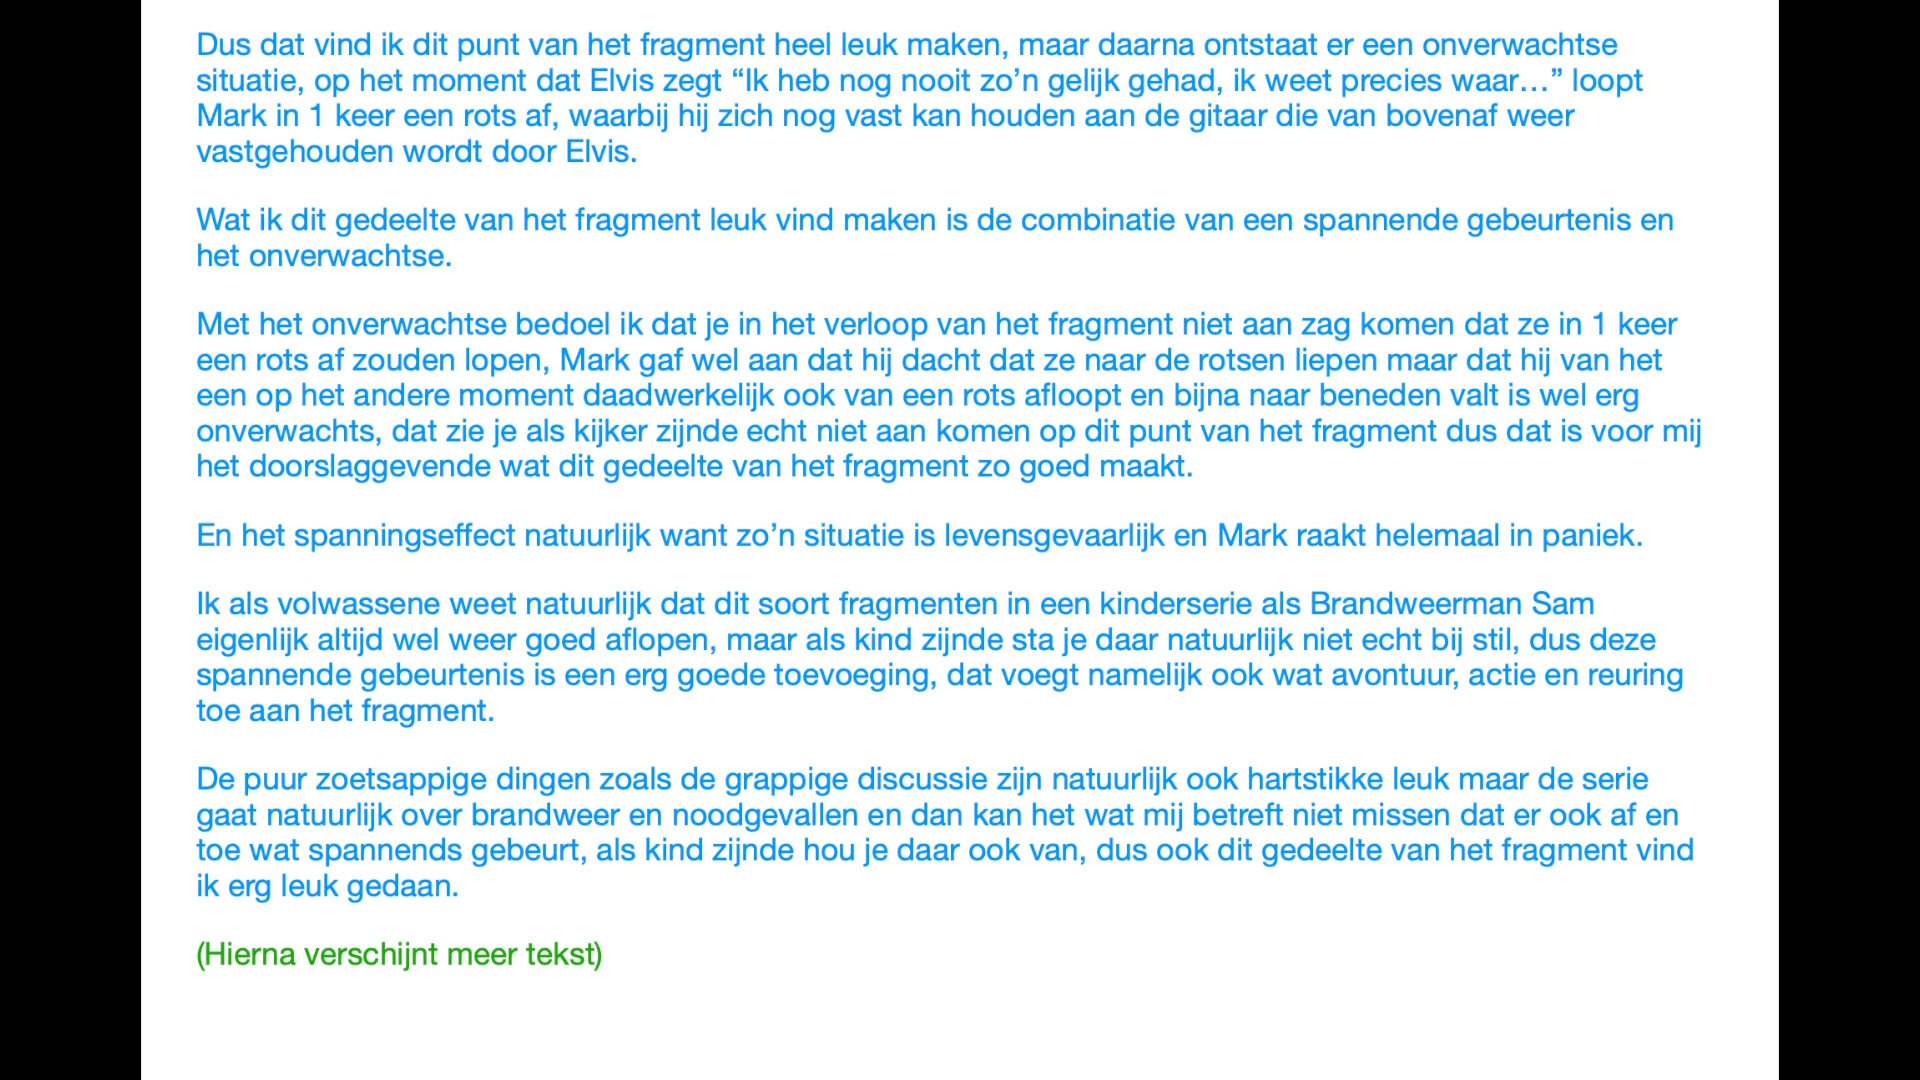 Dus dat vind ik dit punt van het fragment heel leuk maken, maar daarna ontstaat er een onverwachtse
situatie, op het moment dat Elvis zegt “Ik heb nog nooit zo’n gelijk gehad, ik weet precies waar…” loopt
Mark in 1 keer een rots af, waarbij hij zich nog vast kan houden aan de gitaar die van bovenaf weer
vastgehouden wordt door Elvis.
Wat ik dit gedeelte van het fragment leuk vind maken is de combinatie van een spannende gebeurtenis en
het onverwachtse.
Met het onverwachtse bedoel ik dat je in het verloop van het fragment niet aan zag komen dat ze in 1 keer
een rots af zouden lopen, Mark gaf wel aan dat hij dacht dat ze naar de rotsen liepen maar dat hij van het
een op het andere moment daadwerkelijk ook van een rots afloopt en bijna naar beneden valt is wel erg
onverwachts, dat zie je als kijker zijnde echt niet aan komen op dit punt van het fragment dus dat is voor mij
het doorslaggevende wat dit gedeelte van het fragment zo goed maakt.
En het spanningseffect natuurlijk want zo’n situatie is levensgevaarlijk en Mark raakt helemaal in paniek.
Ik als volwassene weet natuurlijk dat dit soort fragmenten in een kinderserie als Brandweerman Sam
eigenlijk altijd wel weer goed aflopen, maar als kind zijnde sta je daar natuurlijk niet echt bij stil, dus deze
spannende gebeurtenis is een erg goede toevoeging, dat voegt namelijk ook wat avontuur, actie en reuring
toe aan het fragment.
De puur zoetsappige dingen zoals de grappige discussie zijn natuurlijk ook hartstikke leuk maar de serie
gaat natuurlijk over brandweer en noodgevallen en dan kan het wat mij betreft niet missen dat er ook af en
toe wat spannends gebeurt, als kind zijnde hou je daar ook van, dus ook dit gedeelte van het fragment vind
ik erg leuk gedaan.
(Hierna verschijnt meer tekst)